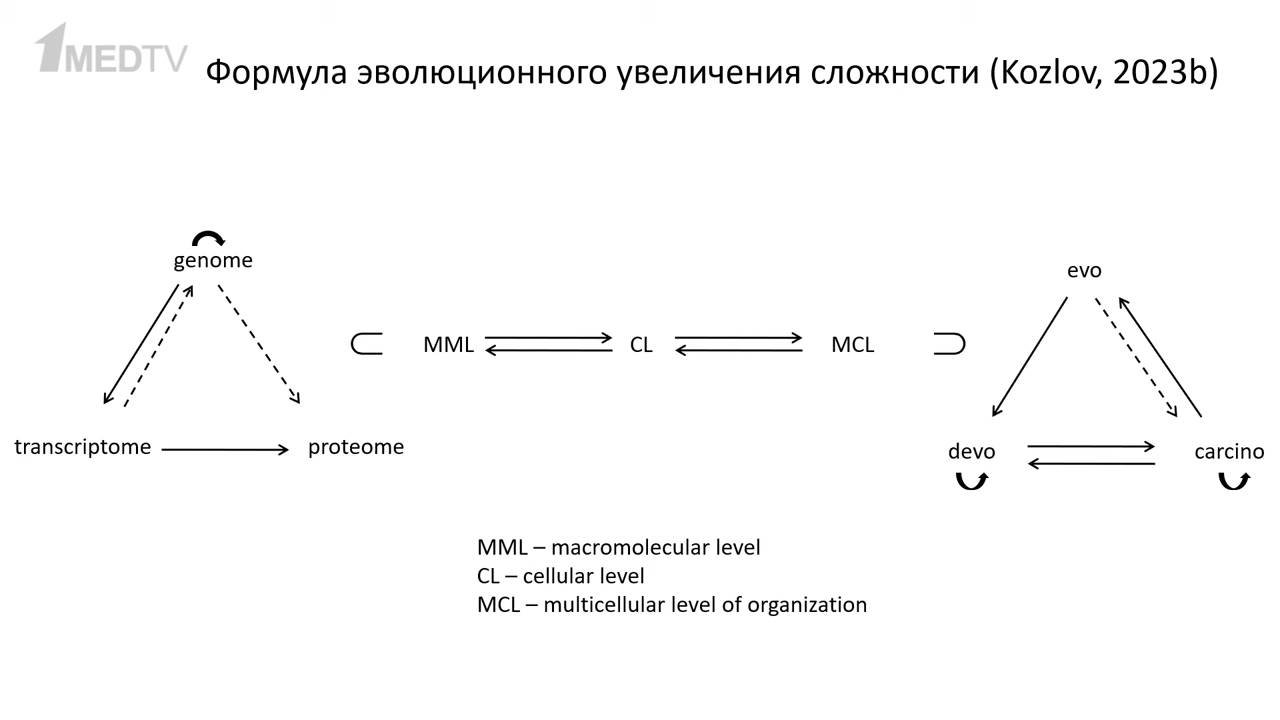 1MEDTV
Формула эволюционного увеличения сложности (Kozlov, 2023b)
genome
transcriptome
proteome
⊂ MML CL MCL ⊃
evo
devo
carcino
MML – macromolecular level
CL – cellular level
MCL – multicellular level of organization